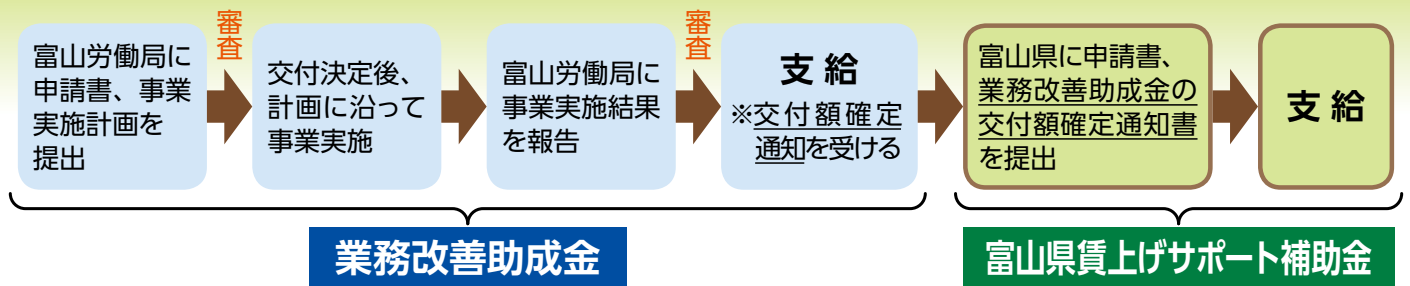 富山労働局に
申請書、事業
実施計画を
提出
審査
交付決定後、
計画に沿って
事業実施
富山労働局に
事業実施結果
を報告
審査
支給
※交付額確定
通知を受ける
富山県に申請書、
業務改善助成金の
交付額確定通知書
を提出
支給
業務改善助成金
富山県賃上げサポート補助金